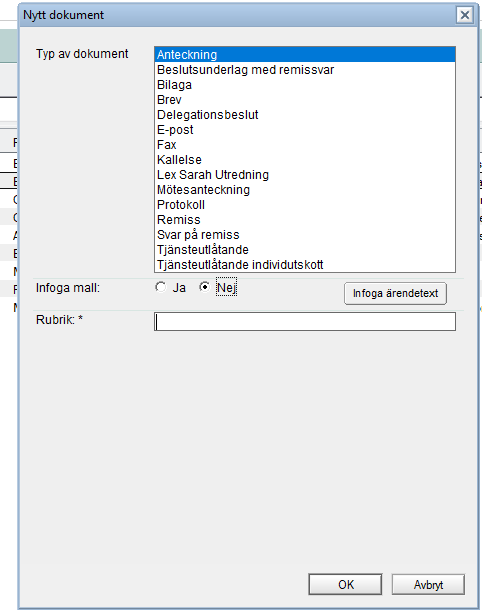 Nytt dokument
Typ av dokument
Anteckning
Beslutsunderlag med remissvar
Bilaga
Brev
Delegationsbeslut
E-post
Fax
Kallelse
Lex Sarah Utredning
Mötesanteckning
Protokoll
Remiss
Svar på remiss
Tjänsteutlåtande
Tjänsteutlåtande individutskott
Infoga mall: Ja Nej Infoga ärendetext
Rubrik: *
OK Avbryt